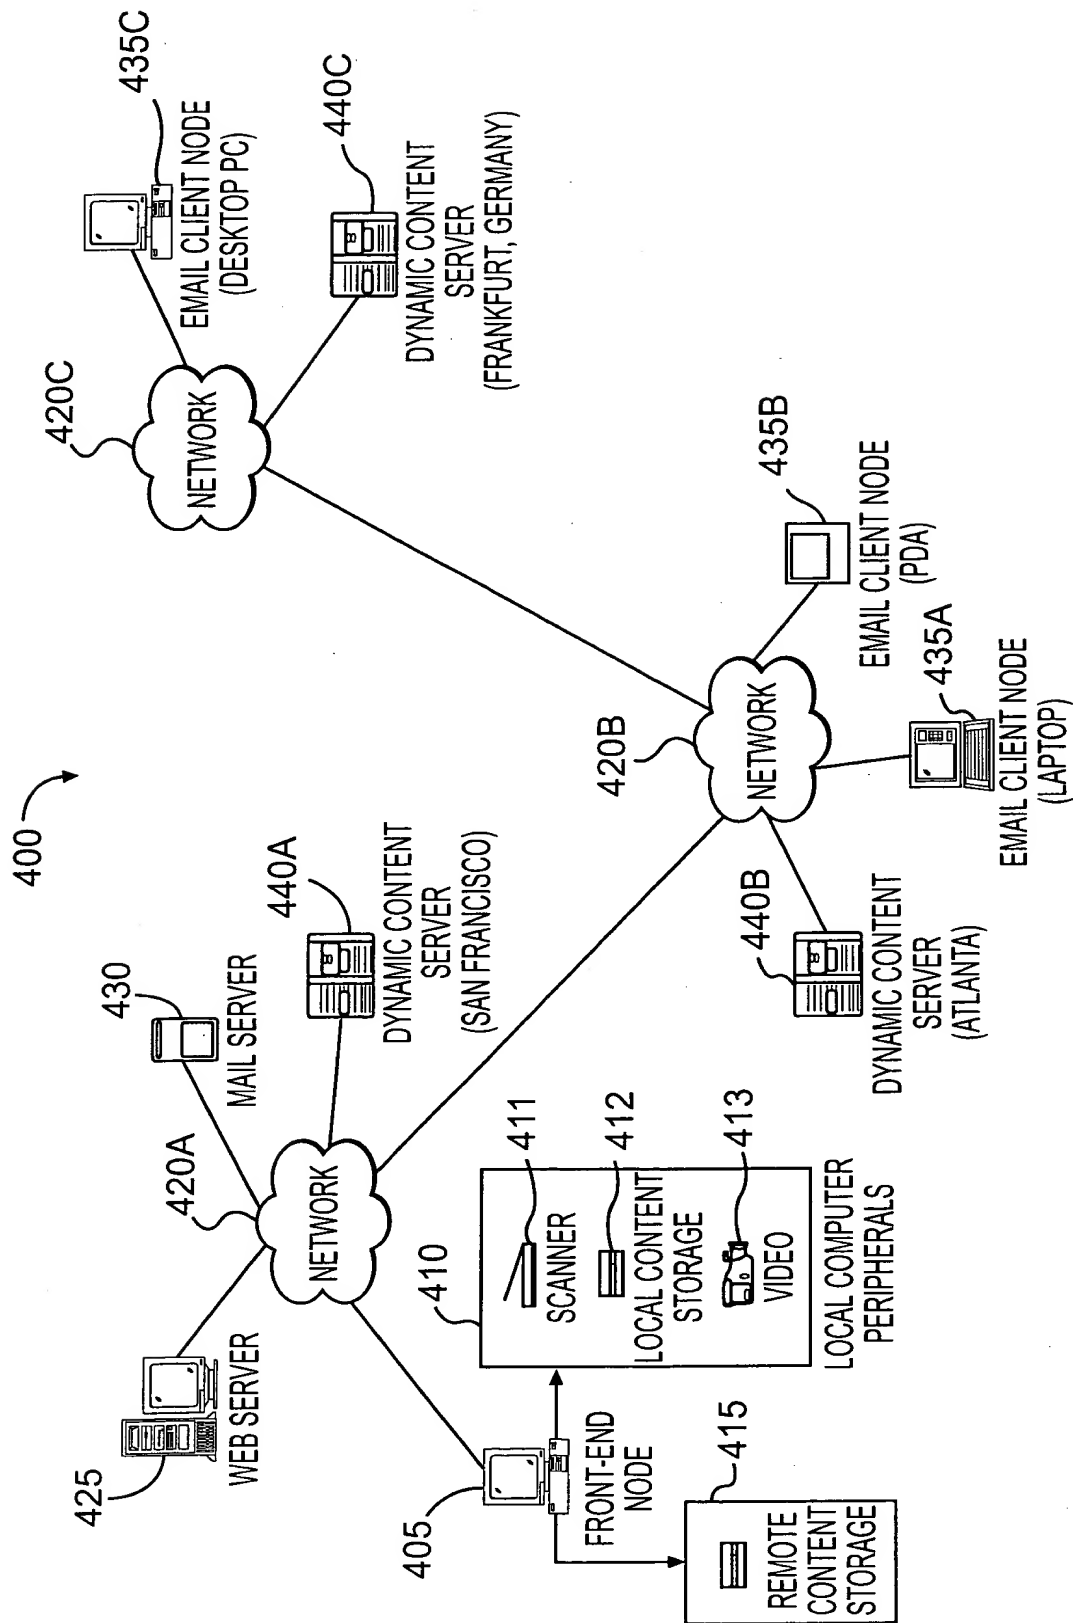 400
425
WEB SERVER
420A
NETWORK
430
MAIL SERVER
440A
DYNAMIC CONTENT
SERVER
(SAN FRANCISCO)
405
FRONT-END
NODE
410
SCANNER
411
LOCAL CONTENT
STORAGE
412
VIDEO
413
LOCAL COMPUTER
PERIPHERALS
415
REMOTE
CONTENT
STORAGE
420B
NETWORK
440B
DYNAMIC CONTENT
SERVER
(ATLANTA)
435A
EMAIL CLIENT NODE
(LAPTOP)
435B
EMAIL CLIENT NODE
(PDA)
420C
NETWORK
435C
EMAIL CLIENT NODE
(DESKTOP PC)
440C
DYNAMIC CONTENT
SERVER
(FRANKFURT, GERMANY)